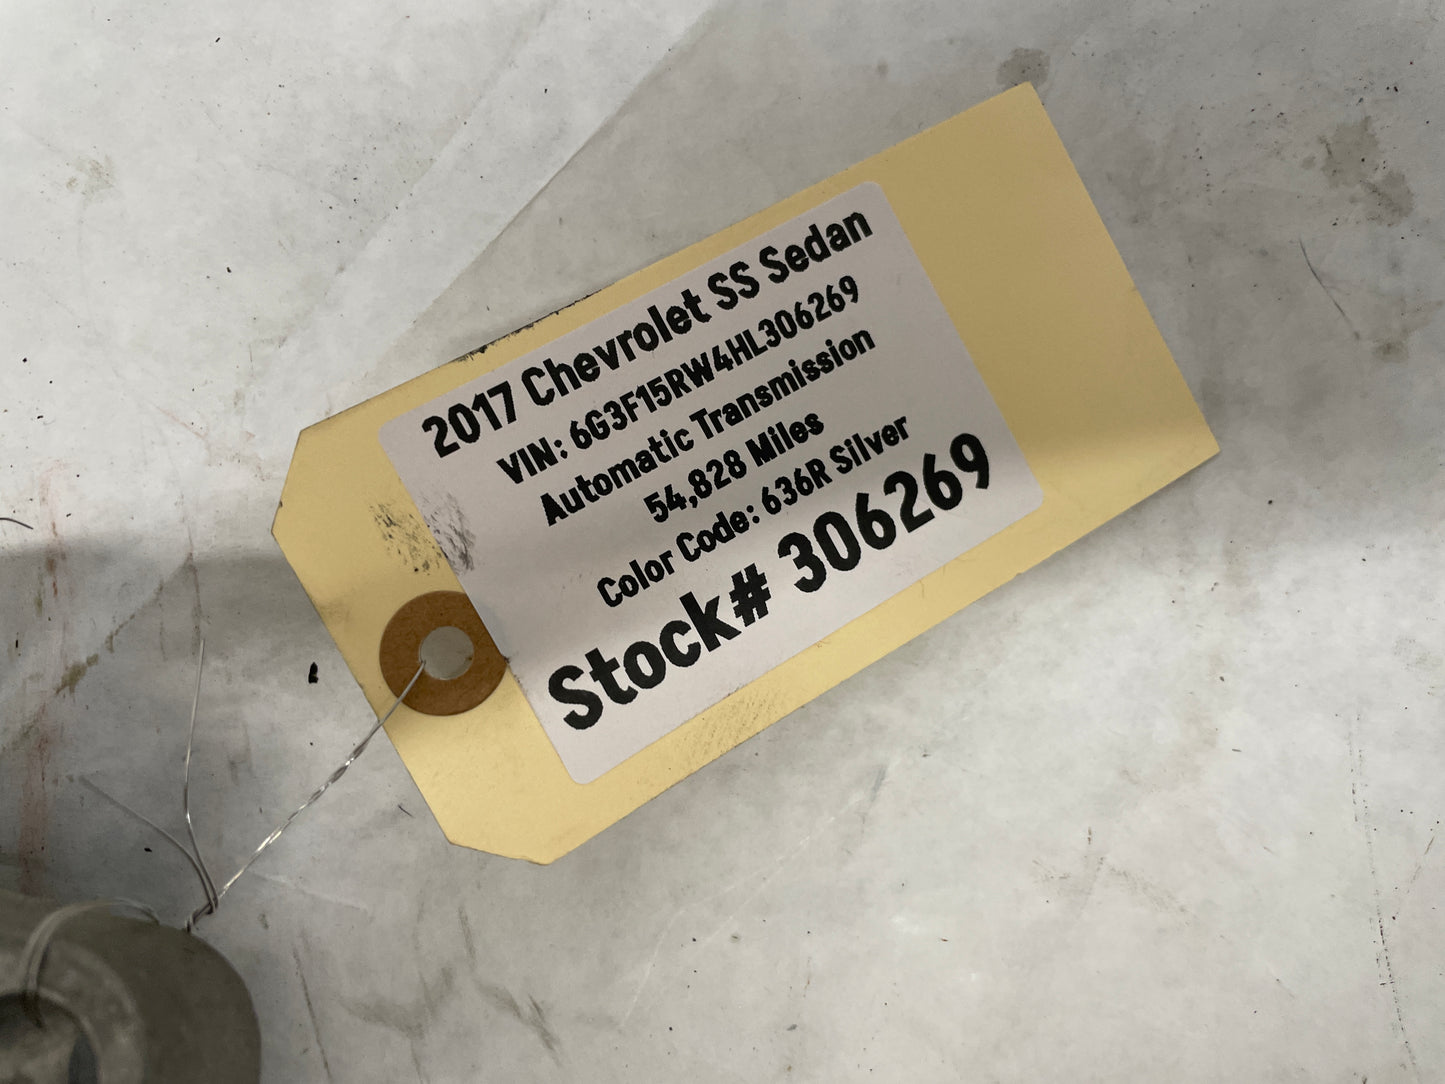 2017 Chevrolet SS Sedan
VIN: 6G3F15RW4HL306269
Automatic Transmission
54,828 Miles
Color Code: 636R Silver
Stock# 306269